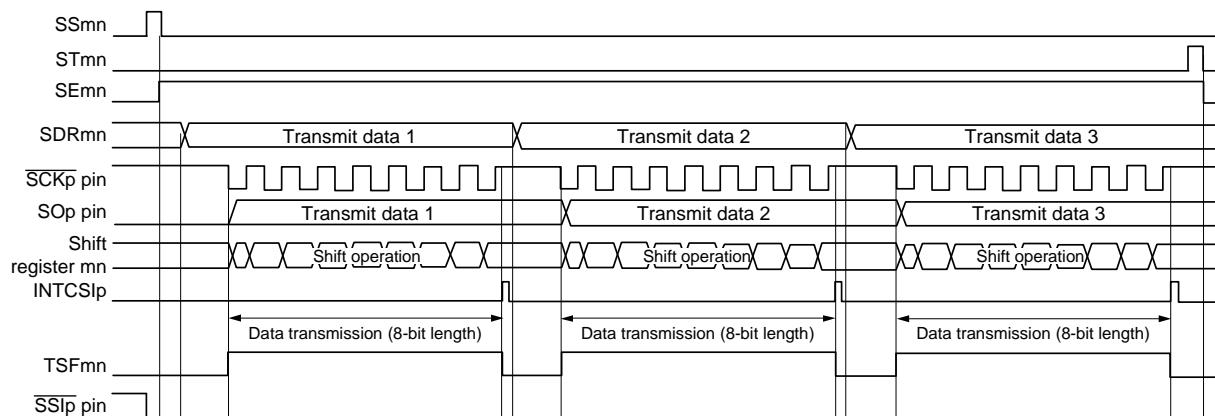 SSmn
STmn
SEmn
SDRmn Transmit data 1 Transmit data 2 Transmit data 3
SCKp pin
SOp pin Transmit data 1 Transmit data 2 Transmit data 3
Shift
register mn Shift operation Shift operation Shift operation
INTCSIp
Data transmission (8-bit length) Data transmission (8-bit length) Data transmission (8-bit length)
TSFmn
SSIp pin